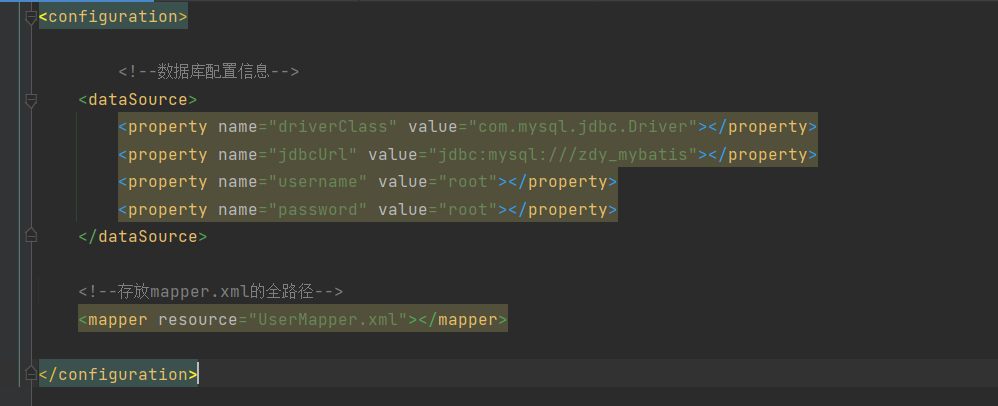 <configuration>
<!--数据库配置信息-->
<dataSource>
<property name="driverClass" value="com.mysql.jdbc.Driver"></property>
<property name="jdbcUrl" value="jdbc:mysql:///zdy_mybatis"></property>
<property name="username" value="root"></property>
<property name="password" value="root"></property>
</dataSource>
<!--存放mapper.xml的全路径-->
<mapper resource="UserMapper.xml"></mapper>
</configuration>